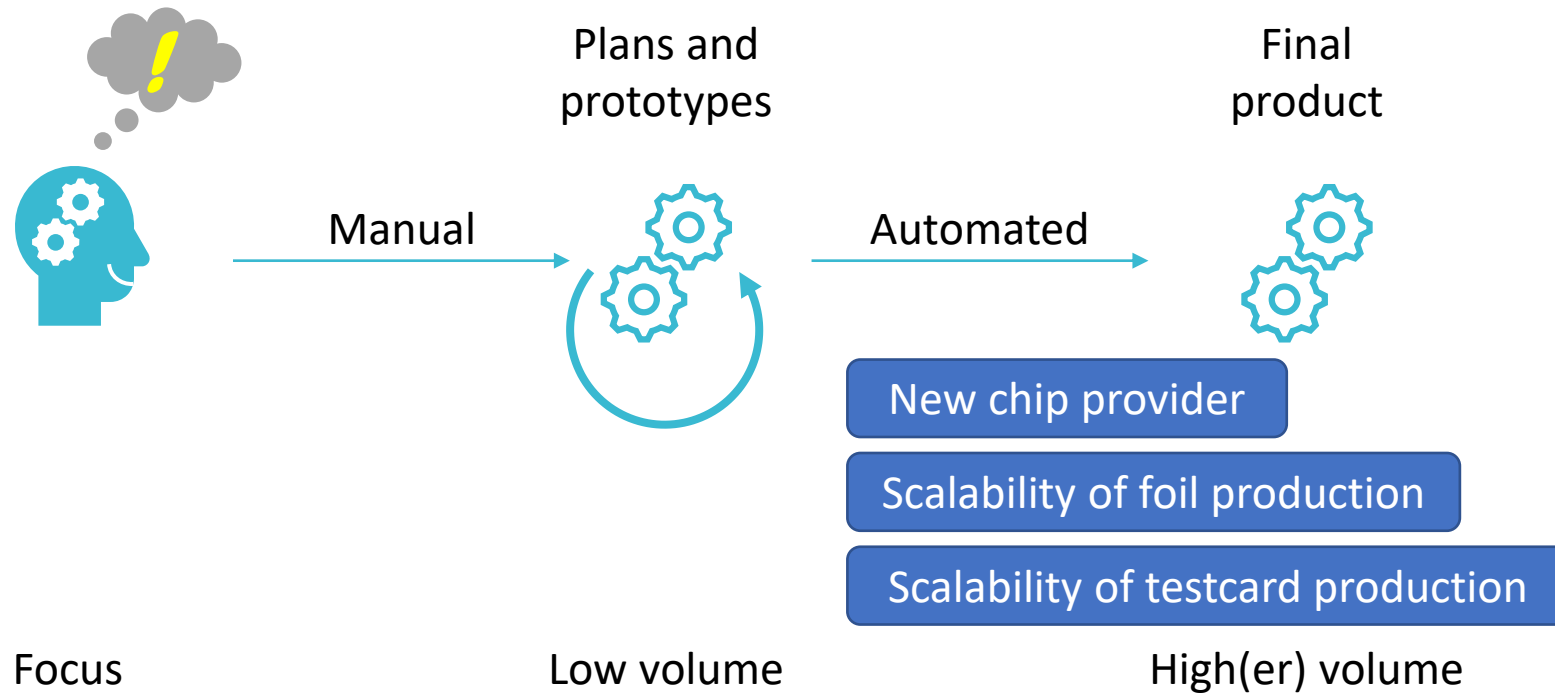 !
Plans and
prototypes
Final
product
Manual
Automated
New chip provider
Scalability of foil production
Scalability of testcard production
Focus
Low volume
High(er) volume